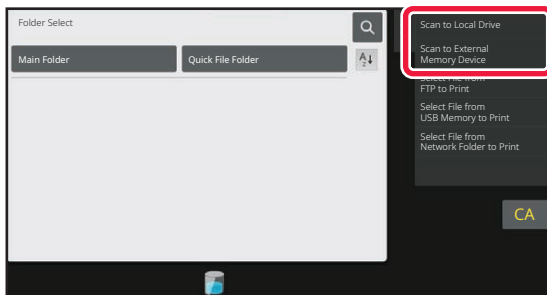 Folder Select
Main Folder
Quick File Folder
A
Z
Scan to Local Drive
Scan to External
Memory Device
Select File from
FTP to Print
Select File from
USB Memory to Print
Select File from
Network Folder to Print
CA